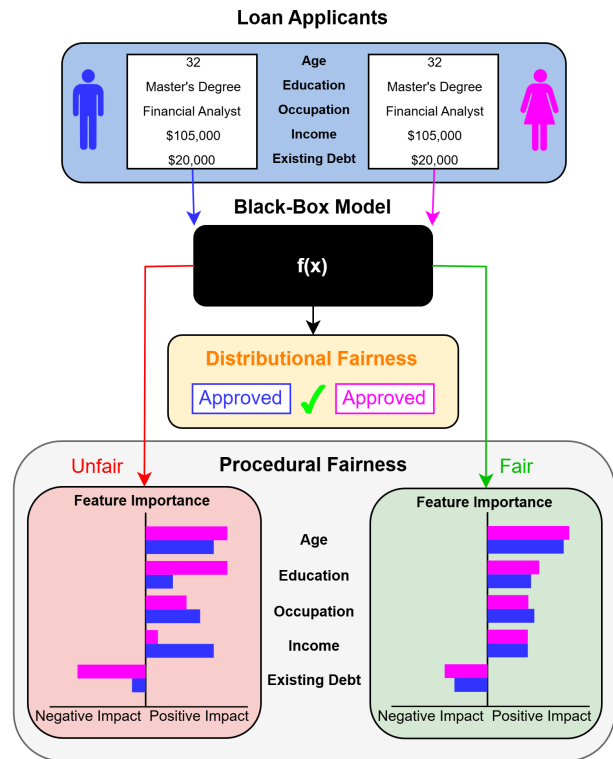 Loan Applicants
32 Age 32
Master's Degree Education Master's Degree
Financial Analyst Occupation Financial Analyst
$105,000 Income $105,000
$20,000 Existing Debt $20,000
Black-Box Model
f(x)
Distributional Fairness
Approved Approved
Unfair Procedural Fairness Fair
Feature Importance Feature Importance
Age
Education
Occupation
Income
Existing Debt
Negative Impact Positive Impact Negative Impact Positive Impact